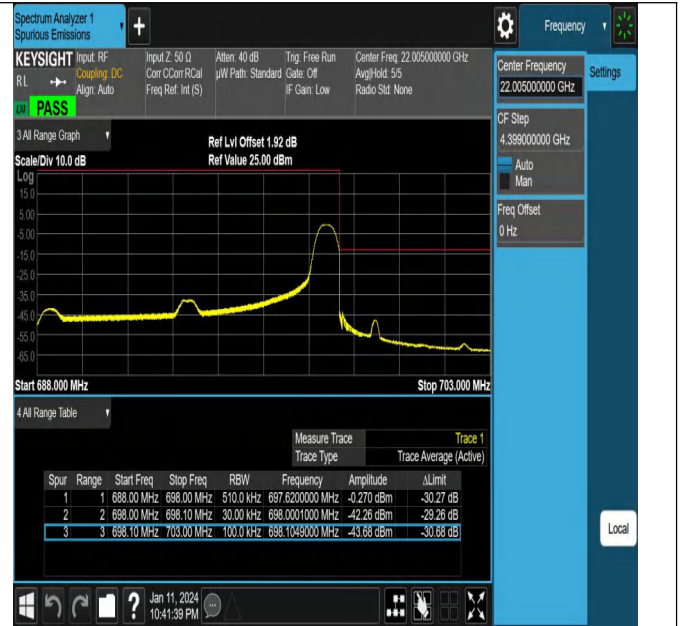 Spectrum Analyzer 1
Spurious Emissions
Frequency
KEYSIGHT
RL
Input: RF
Coupling: DC
Align: Auto
Input Z: 50 Ω
Corr CCorr RCal
Freq Ref: Int (S)
Atten: 40 dB
µW Path: Standard
Trig: Free Run
Gate: Off
IF Gain: Low
Center Freq: 22.005000000 GHz
Avg|Hold: 5/5
Radio Std: None
PASS
Center Frequency
22.005000000 GHz
Settings
CF Step
4.399000000 GHz
Auto
Man
Freq Offset
0 Hz
3 All Range Graph
Scale/Div 10.0 dB
Ref Lvl Offset 1.92 dB
Ref Value 25.00 dBm
Log
15.0
5.00
-5.00
-15.0
-25.0
-35.0
-45.0
-55.0
-65.0
Start 688.000 MHz
Stop 703.000 MHz
4 All Range Table
Measure Trace Trace 1
Trace Type Trace Average (Active)
Spur Range Start Freq Stop Freq RBW Frequency Amplitude ΔLimit
1 1 688.00 MHz 698.00 MHz 510.0 kHz 697.6200000 MHz -0.270 dBm -30.27 dB
2 2 698.00 MHz 698.10 MHz 30.00 kHz 698.0001000 MHz -42.26 dBm -29.26 dB
3 3 698.10 MHz 703.00 MHz 100.0 kHz 698.1049000 MHz -43.68 dBm -30.68 dB
Local
Jan 11, 2024
10:41:39 PM